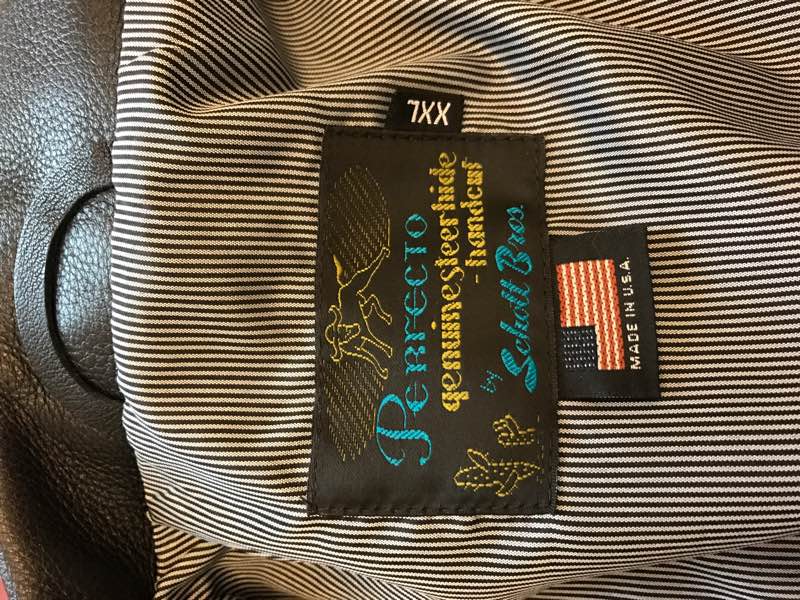 XXL
Perfecto
genuine steerhide
- handcut
by Schott Bros.
MADE IN U.S.A.